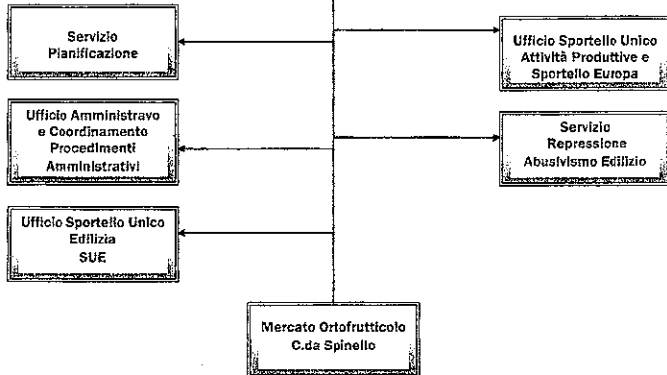 Servizio
Pianificazione
Ufficio Sportello Unico
Attività Produttive e
Sportello Europa
Ufficio Amministravo
e Coordinamento
Procedimenti
Amministrativi
Servizio
Repressione
Abusivismo Edilizio
Ufficio Sportello Unico
Edilizia
SUE
Mercato Ortofrutticolo
C.da Spinello